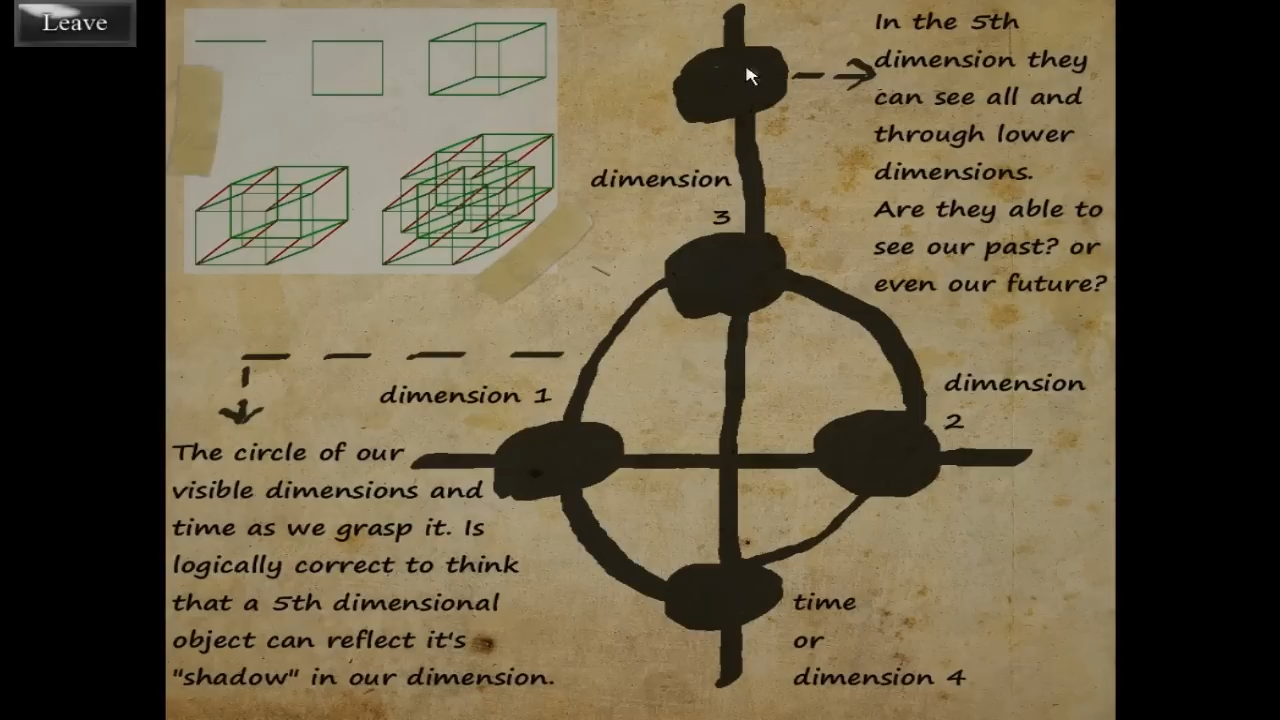 Leave
In the 5th
dimension they
can see all and
through lower
dimensions.
Are they able to
see our past? or
even our future?
dimension
3
dimension 1
dimension
2
The circle of our
visible dimensions and
time as we grasp it. Is
logically correct to think
that a 5th dimensional
object can reflect it's
"shadow" in our dimension.
time
or
dimension 4